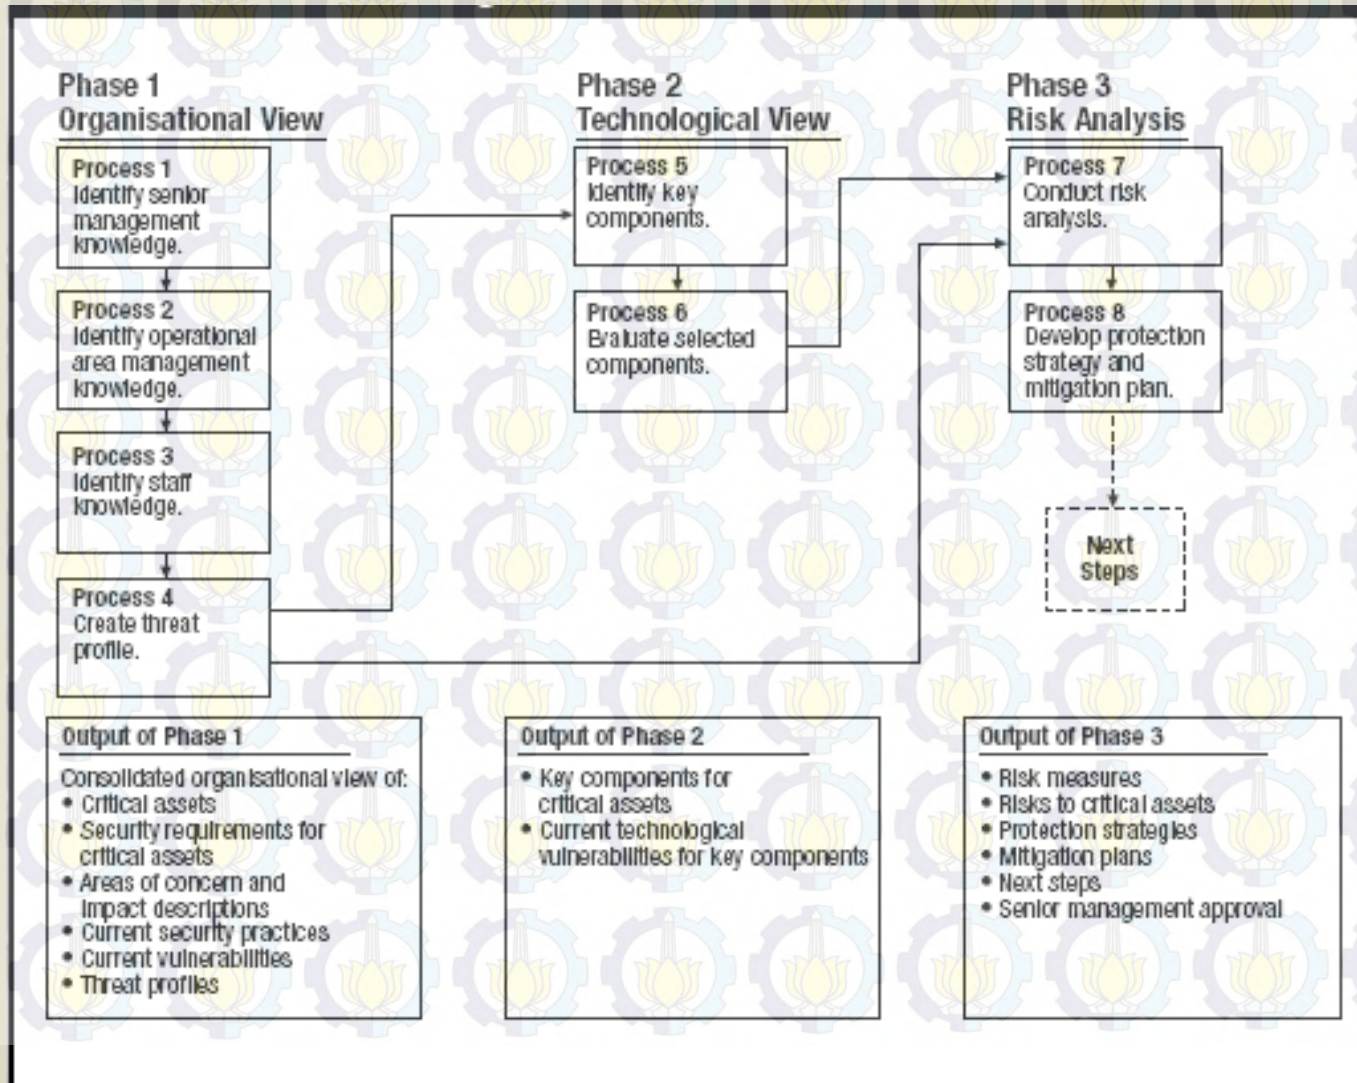 Phase 1
Organisational View
Process 1
Identify senior
management
knowledge.
Process 2
Identify operational
area management
knowledge.
Process 3
Identify staff
knowledge.
Process 4
Create threat
profile.
Phase 2
Technological View
Process 5
Identify key
components.
Process 6
Evaluate selected
components.
Phase 3
Risk Analysis
Process 7
Conduct risk
analysis.
Process 8
Develop protection
strategy and
mitigation plan.
Next
Steps
Output of Phase 1
Consolidated organisational view of:
• Critical assets
• Security requirements for
critical assets
• Areas of concern and
impact descriptions
• Current security practices
• Current vulnerabilities
• Threat profiles
Output of Phase 2
• Key components for
critical assets
• Current technological
vulnerabilities for key components
Output of Phase 3
• Risk measures
• Risks to critical assets
• Protection strategies
• Mitigation plans
• Next steps
• Senior management approval